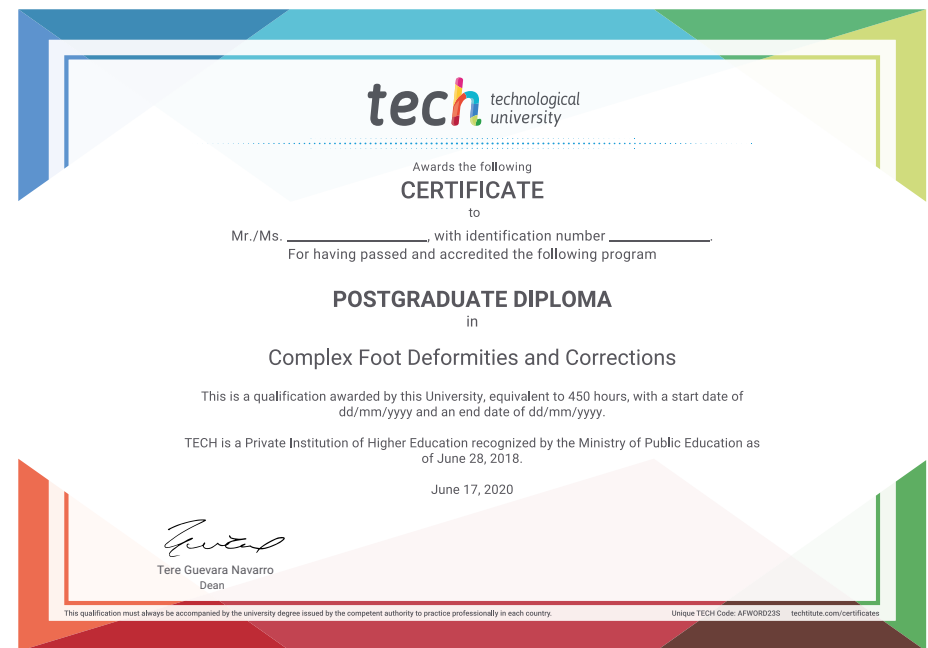 tech technological
university
Awards the following
CERTIFICATE
to
Mr./Ms. ____________________, with identification number ______________.
For having passed and accredited the following program
POSTGRADUATE DIPLOMA
in
Complex Foot Deformities and Corrections
This is a qualification awarded by this University, equivalent to 450 hours, with a start date of
dd/mm/yyyy and an end date of dd/mm/yyyy.
TECH is a Private Institution of Higher Education recognized by the Ministry of Public Education as
of June 28, 2018.
June 17, 2020
Tere Guevara Navarro
Dean
This qualification must always be accompanied by the university degree issued by the competent authority to practice professionally in each country. Unique TECH Code: AFWORD23S techtitute.com/certificates